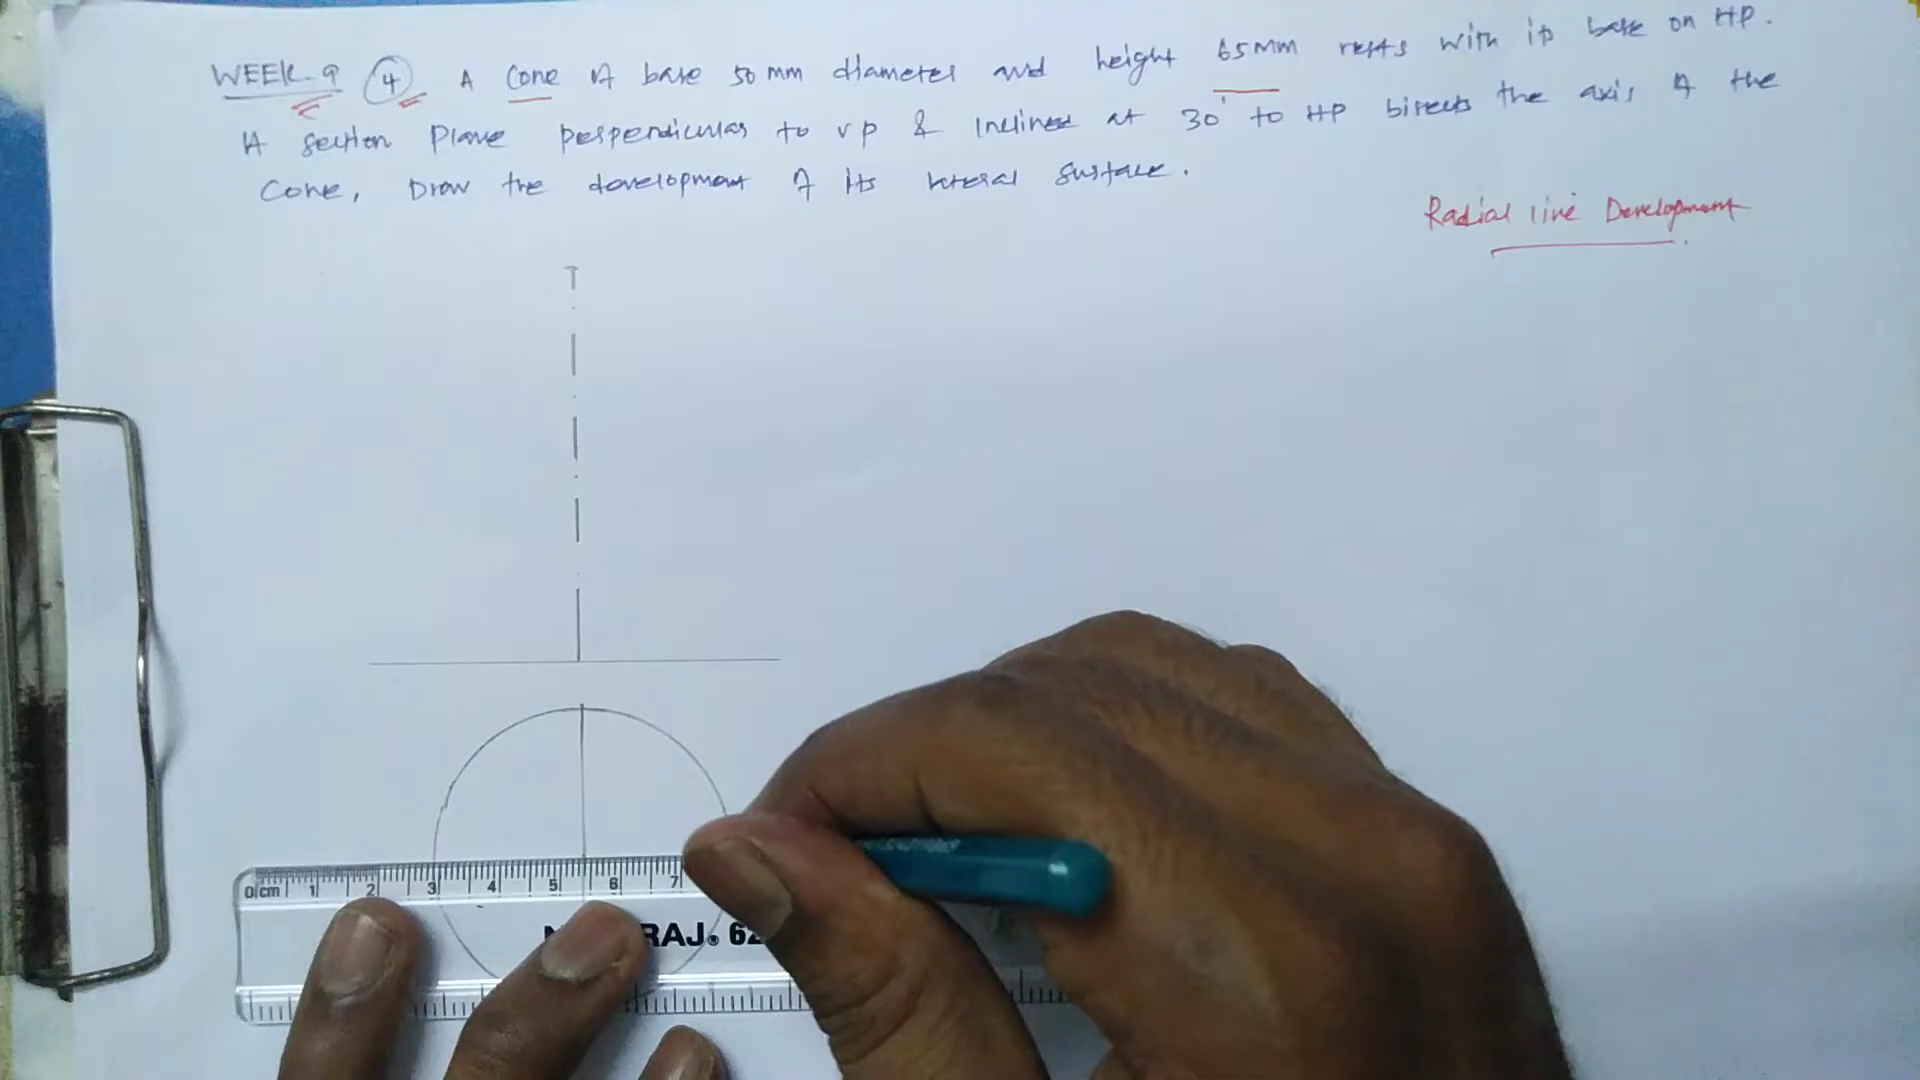 WEEK-9 4 A Cone of base 50 mm diameter and height 65mm rests with its base on HP.
A section Plane perpendicular to VP & Inclined at 30° to HP bisects the axis of the
Cone, Draw the development of its lateral surface.
Radial line Development
0 cm 1 2 3 4 5 6 7
RAJ. 62